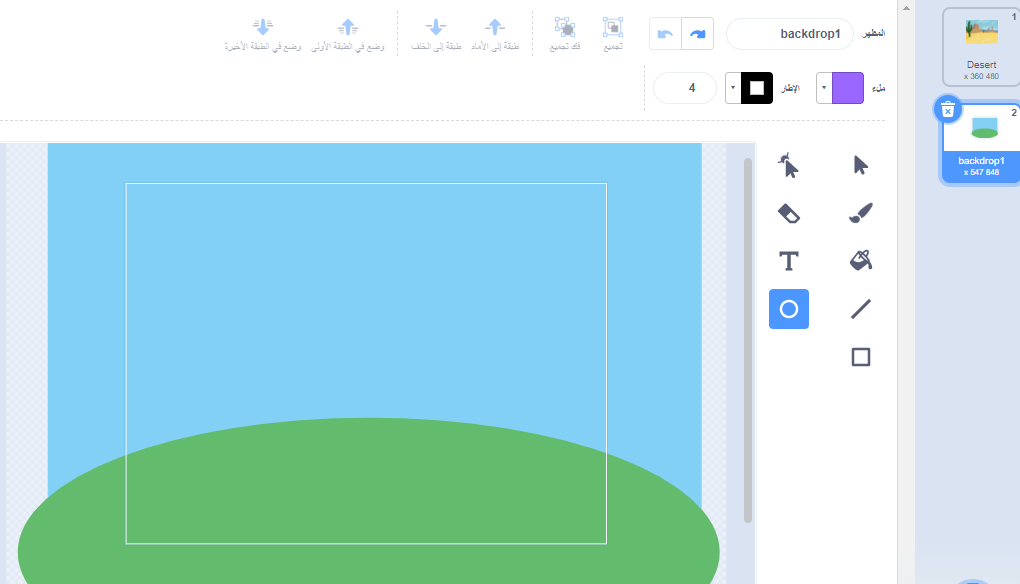 المظهر
backdrop1
تجميع
فك تجميع
طبقة إلى الأمام
طبقة إلى الخلف
وضع في الطبقة الأولى
وضع في الطبقة الأخيرة
ملء
الإطار
4
1
Desert
480 x 360
2
backdrop1
848 x 547